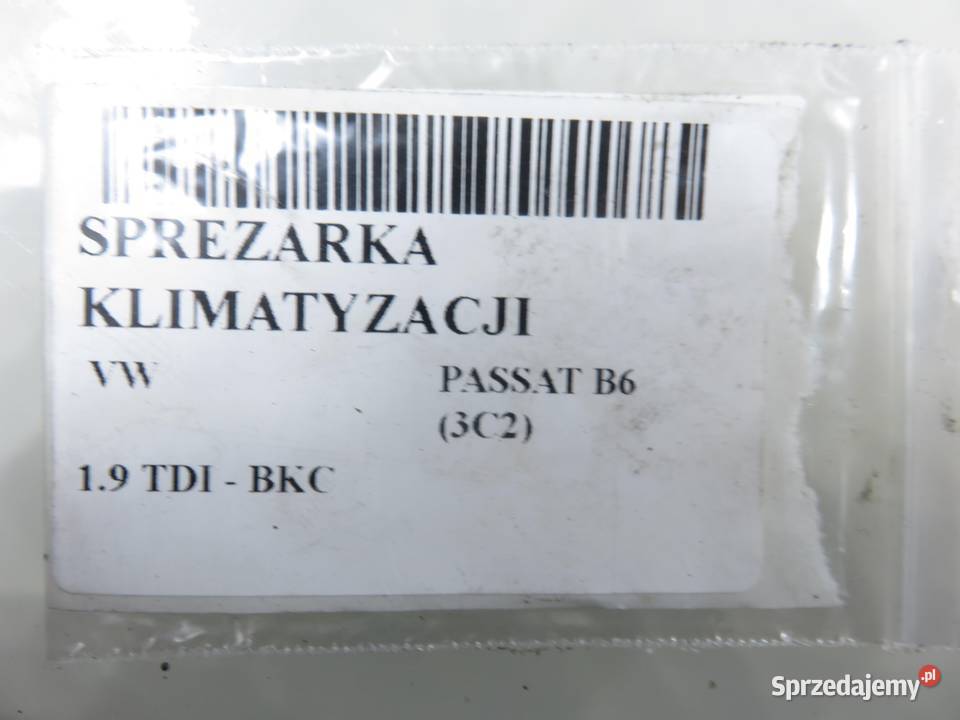 SPREZARKA
KLIMATYZACJI
VW PASSAT B6
(3C2)
1.9 TDI - BKC
Sprzedajemy.pl